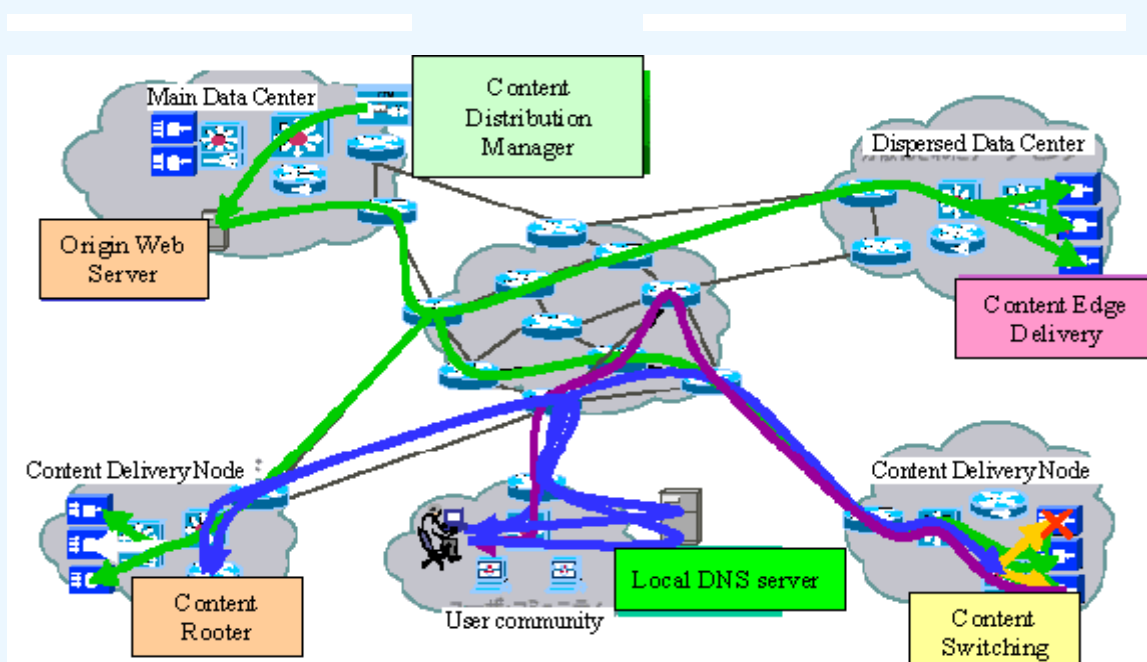 Main Data Center
Content
Distribution
Manager
Dispersed Data Center
Origin Web
Server
Content Edge
Delivery
Content Delivery Node
Content Delivery Node
Local DNS server
Content
Rooter
User community
Content
Switching